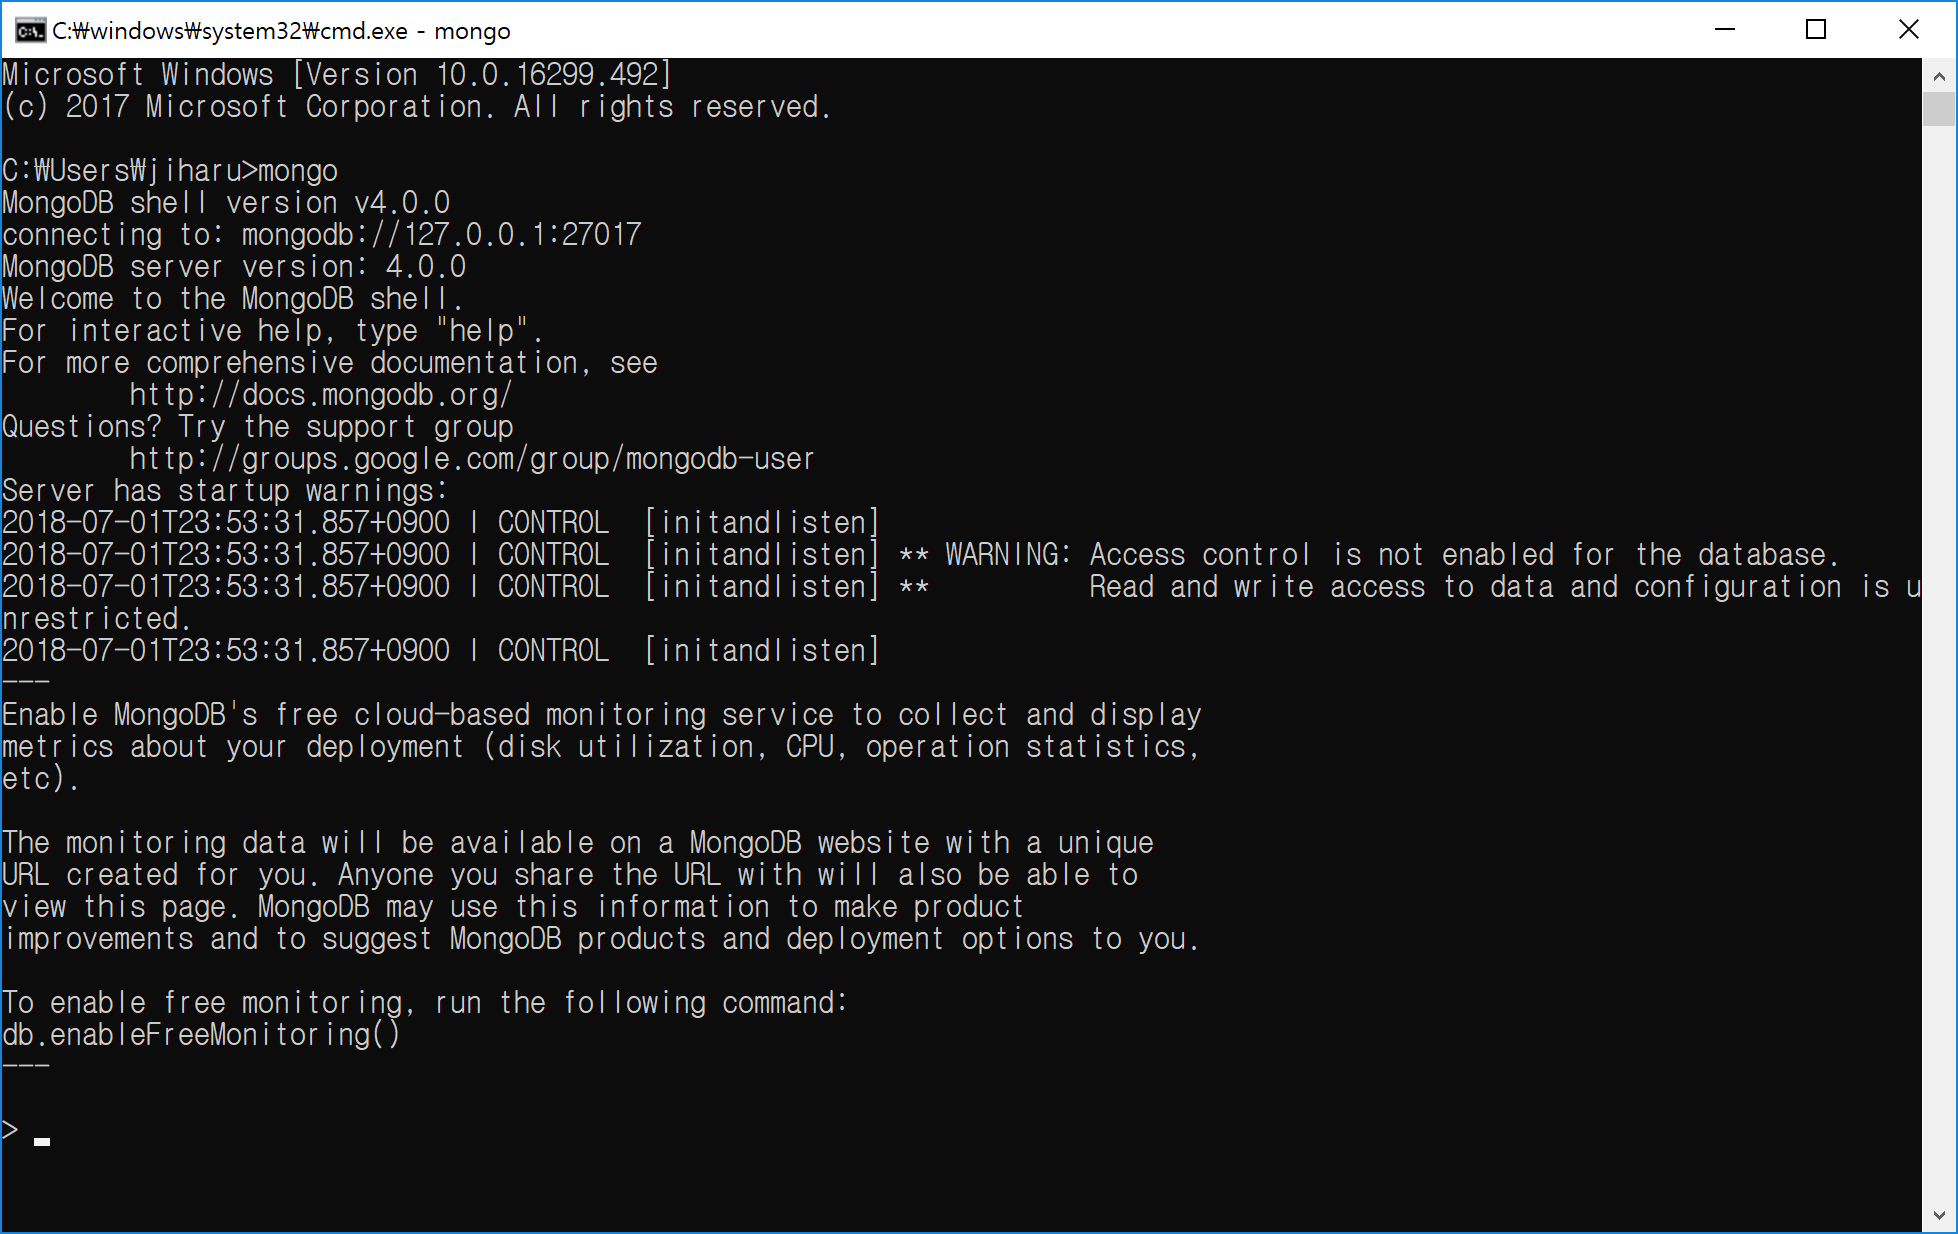 C:₩windows₩system32₩cmd.exe - mongo
Microsoft Windows [Version 10.0.16299.492]
(c) 2017 Microsoft Corporation. All rights reserved.
C:₩Users₩jiharu>mongo
MongoDB shell version v4.0.0
connecting to: mongodb://127.0.0.1:27017
MongoDB server version: 4.0.0
Welcome to the MongoDB shell.
For interactive help, type "help".
For more comprehensive documentation, see
        http://docs.mongodb.org/
Questions? Try the support group
        http://groups.google.com/group/mongodb-user
Server has startup warnings:
2018-07-01T23:53:31.857+0900 I CONTROL  [initandlisten]
2018-07-01T23:53:31.857+0900 I CONTROL  [initandlisten] ** WARNING: Access control is not enabled for the database.
2018-07-01T23:53:31.857+0900 I CONTROL  [initandlisten] **          Read and write access to data and configuration is u
nrestricted.
2018-07-01T23:53:31.857+0900 I CONTROL  [initandlisten]
---
Enable MongoDB's free cloud-based monitoring service to collect and display
metrics about your deployment (disk utilization, CPU, operation statistics,
etc).
The monitoring data will be available on a MongoDB website with a unique
URL created for you. Anyone you share the URL with will also be able to
view this page. MongoDB may use this information to make product
improvements and to suggest MongoDB products and deployment options to you.
To enable free monitoring, run the following command:
db.enableFreeMonitoring()
---
>